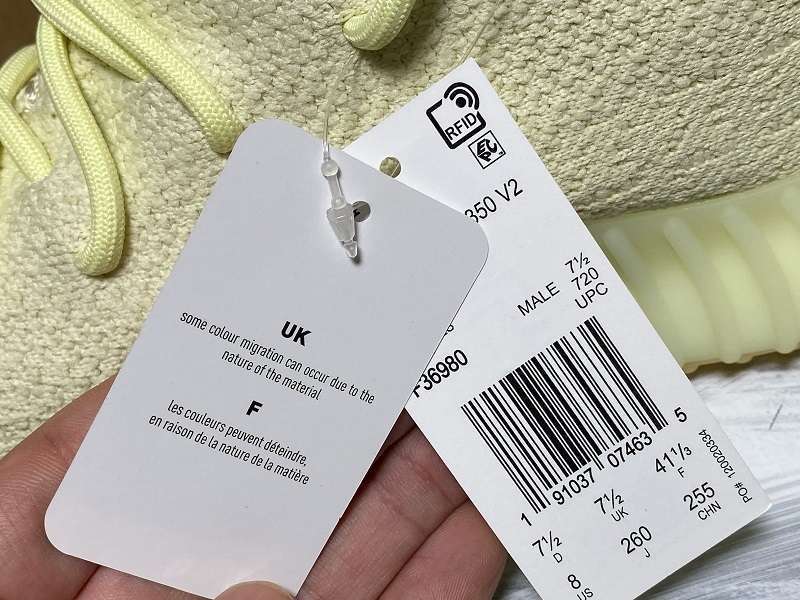 UK
some colour migration can occur due to the
nature of the material
F
les couleurs peuvent déteindre,
en raison de la nature de la matière
RFID
EPC
350 V2
MALE 7½
720
UPC
F36980
1 91037 07463 5
7½ 7½ 41⅓
D UK F
8 260 255
US J CHN
PO# 120020334